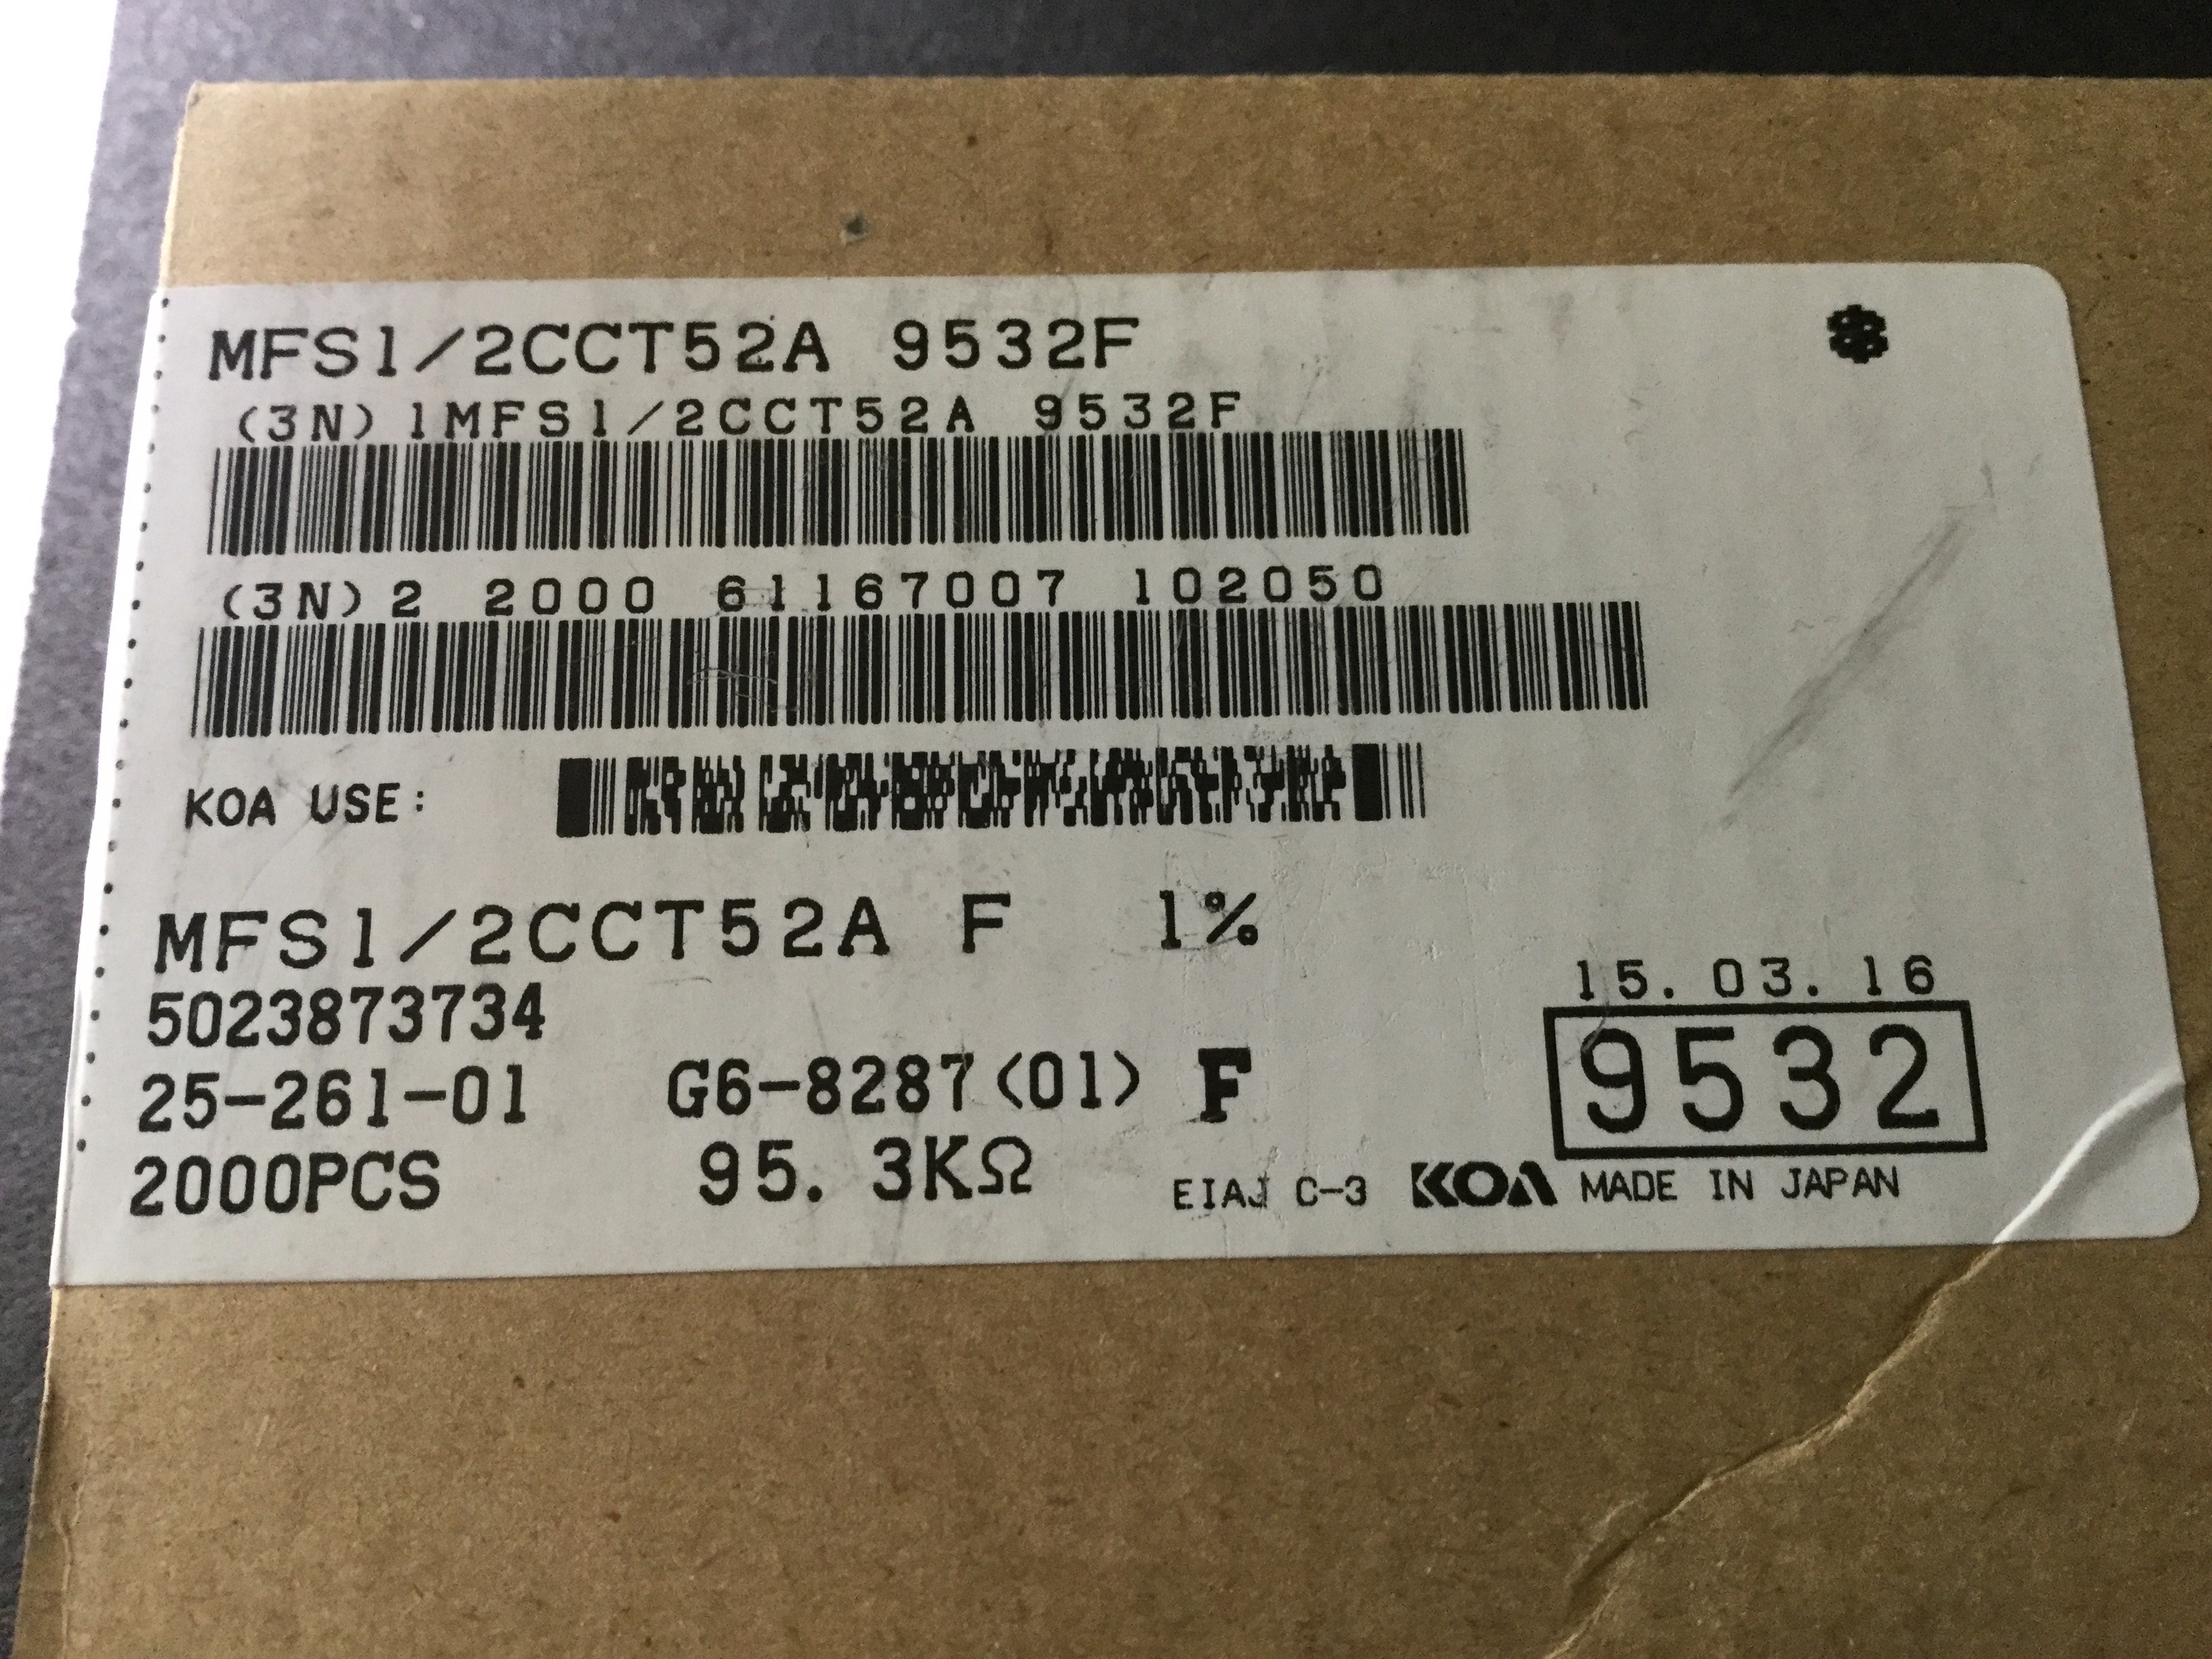 MFS1/2CCT52A 9532F
(3N)1MFS1/2CCT52A 9532F
(3N)2 2000 61167007 102050
KOA USE:
MFS1/2CCT52A F 1%
5023873734
15.03.16
25-261-01 G6-8287(01) F 9532
2000PCS 95.3KΩ EIAJ C-3 KOA MADE IN JAPAN